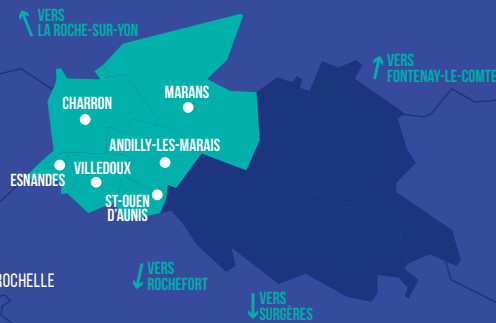 VERS
LA ROCHE-SUR-YON
VERS
FONTENAY-LE-COMTE
MARANS
CHARRON
ANDILLY-LES-MARAIS
VILLEDOUX
ESNANDES
ST-OUEN
D'AUNIS
ROCHELLE
VERS
ROCHEFORT
VERS
SURGÈRES